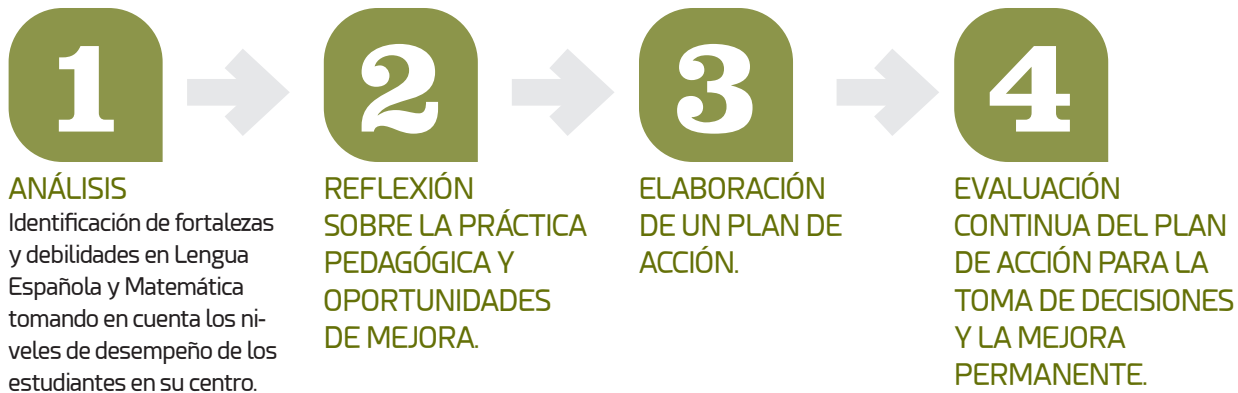 1
ANÁLISIS
Identificación de fortalezas
y debilidades en Lengua
Española y Matemática
tomando en cuenta los ni-
veles de desempeño de los
estudiantes en su centro.
2
REFLEXIÓN
SOBRE LA PRÁCTICA
PEDAGÓGICA Y
OPORTUNIDADES
DE MEJORA.
3
ELABORACIÓN
DE UN PLAN DE
ACCIÓN.
4
EVALUACIÓN
CONTINUA DEL PLAN
DE ACCIÓN PARA LA
TOMA DE DECISIONES
Y LA MEJORA
PERMANENTE.